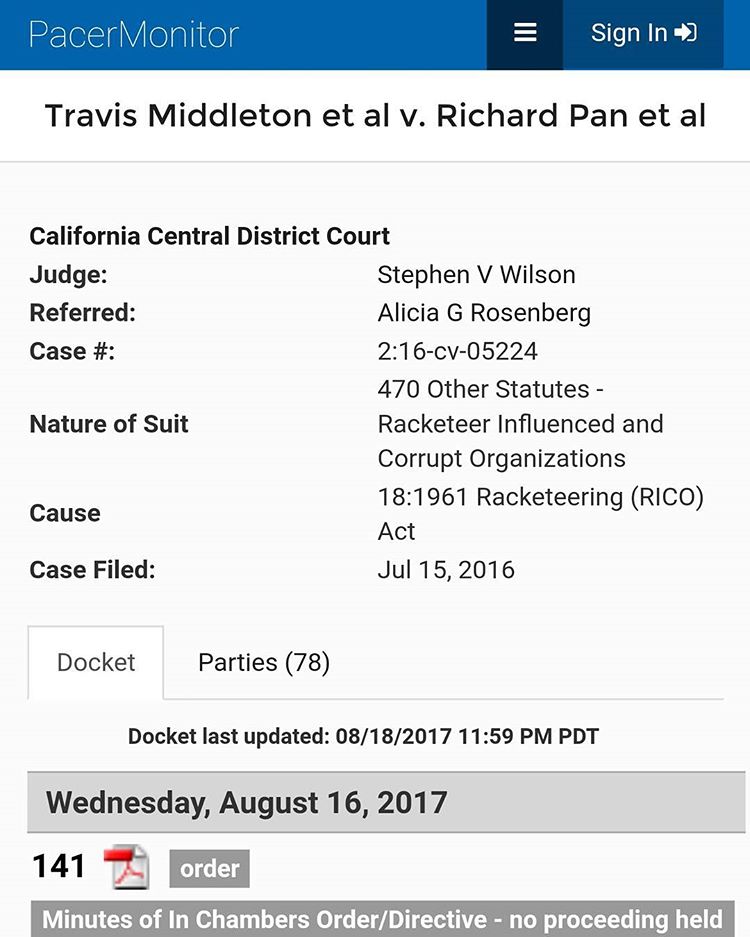 PacerMonitor
Sign In
Travis Middleton et al v. Richard Pan et al
California Central District Court
Judge: Stephen V Wilson
Referred: Alicia G Rosenberg
Case #: 2:16-cv-05224
Nature of Suit 470 Other Statutes -
Racketeer Influenced and
Corrupt Organizations
Cause 18:1961 Racketeering (RICO)
Act
Case Filed: Jul 15, 2016
Docket Parties (78)
Docket last updated: 08/18/2017 11:59 PM PDT
Wednesday, August 16, 2017
141 order
Minutes of In Chambers Order/Directive - no proceeding held